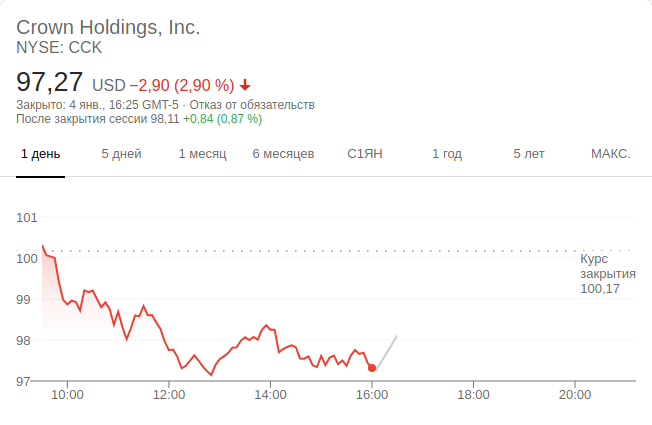 Crown Holdings, Inc.
NYSE: CCK
97,27 USD −2,90 (2,90 %)
Закрыто: 4 янв., 16:25 GMT-5 · Отказ от обязательств
После закрытия сессии 98,11 +0,84 (0,87 %)
1 день 5 дней 1 месяц 6 месяцев С1ЯН 1 год 5 лет МАКС.
101
100
99
98
97
Курс
закрытия
100,17
10:00 12:00 14:00 16:00 18:00 20:00